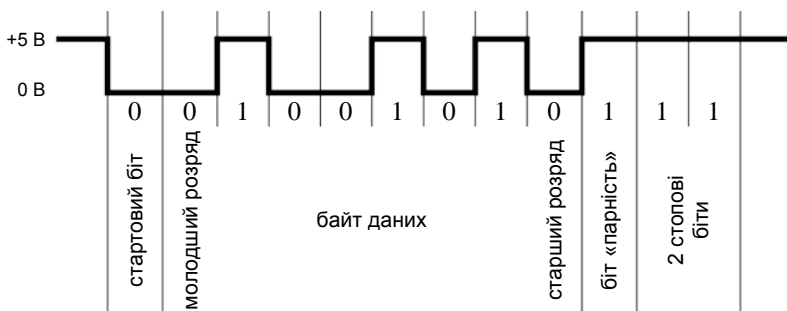 +5 В
0 В
0 0 1 0 0 1 0 1 0 1 1 1
стартовий біт
молодший розряд
байт даних
старший розряд
біт «парність»
2 стопові
біти